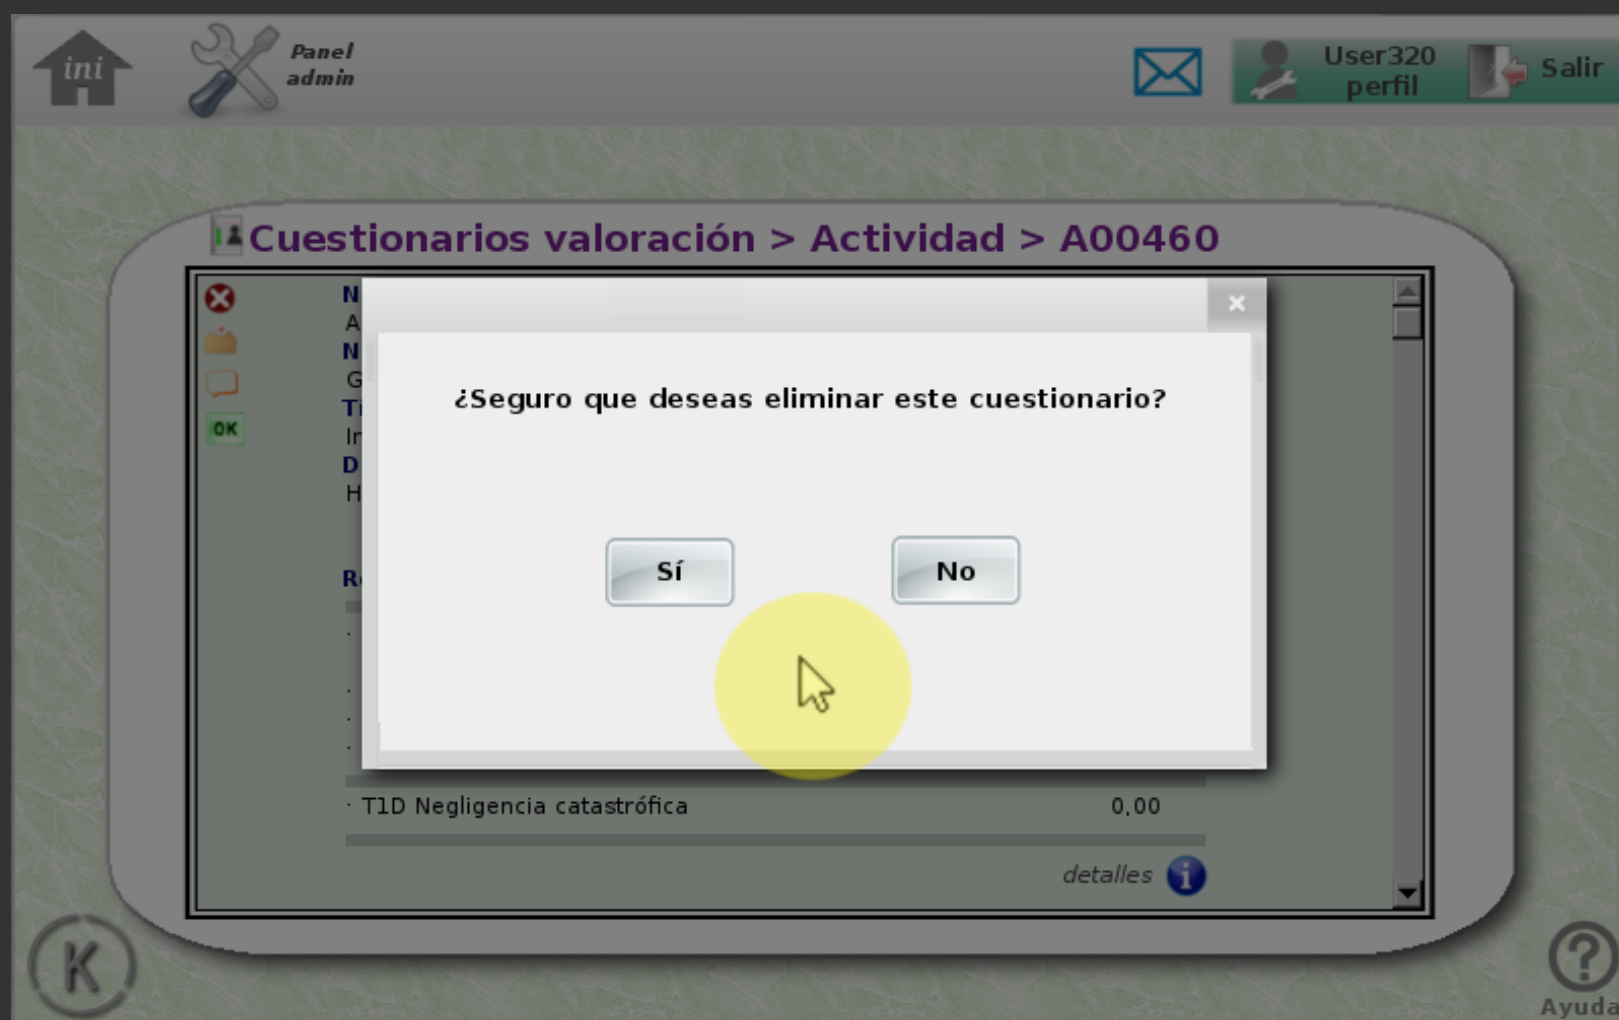 ini
Panel
admin
User320
perfil
Salir
Cuestionarios valoración > Actividad > A00460
OK
¿Seguro que deseas eliminar este cuestionario?
Sí
No
· T1D Negligencia catastrófica 0,00
detalles
K
Ayuda